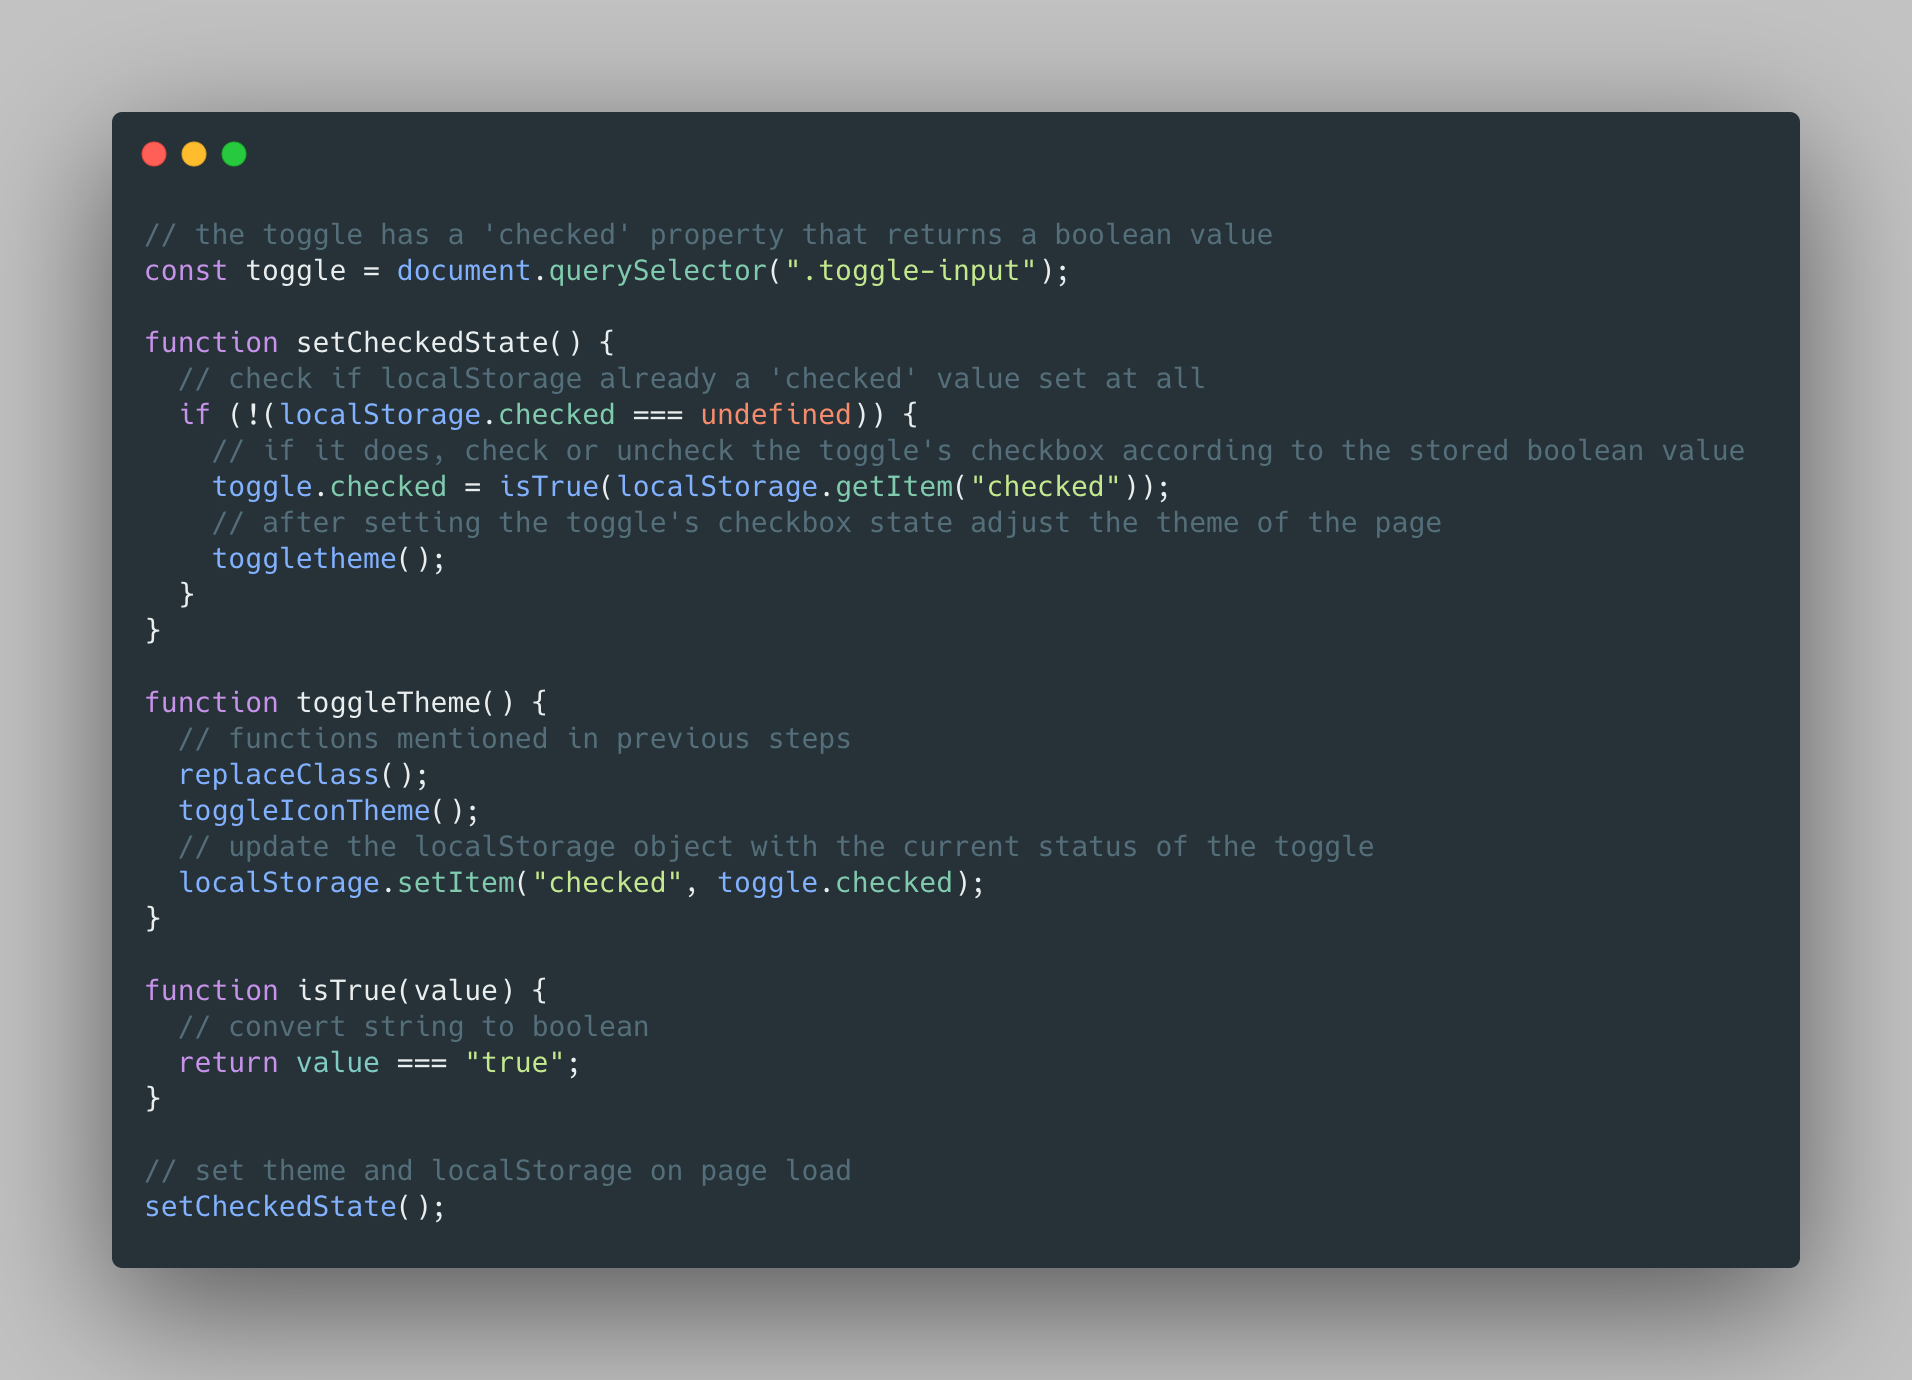 // the toggle has a 'checked' property that returns a boolean value
const toggle = document.querySelector(".toggle-input");

function setCheckedState() {
  // check if localStorage already a 'checked' value set at all
  if (!(localStorage.checked === undefined)) {
    // if it does, check or uncheck the toggle's checkbox according to the stored boolean value
    toggle.checked = isTrue(localStorage.getItem("checked"));
    // after setting the toggle's checkbox state adjust the theme of the page
    toggletheme();
  }
}

function toggleTheme() {
  // functions mentioned in previous steps
  replaceClass();
  toggleIconTheme();
  // update the localStorage object with the current status of the toggle
  localStorage.setItem("checked", toggle.checked);
}

function isTrue(value) {
  // convert string to boolean
  return value === "true";
}

// set theme and localStorage on page load
setCheckedState();